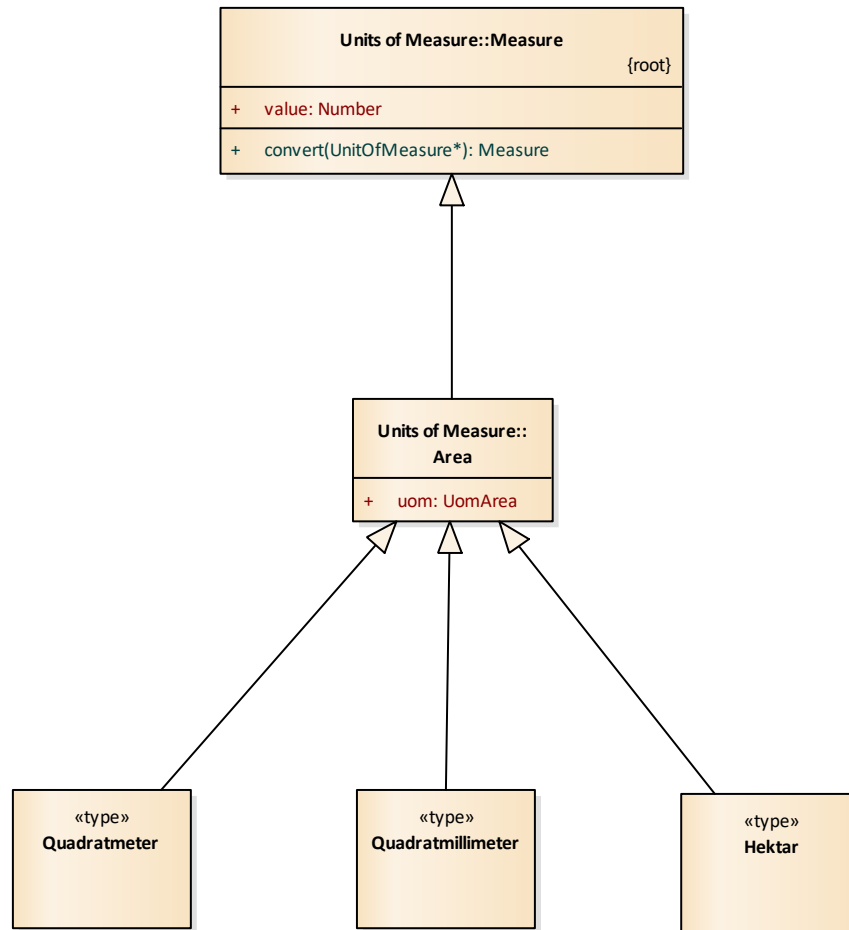 Units of Measure::Measure
{root}
+ value: Number
+ convert(UnitOfMeasure*): Measure
Units of Measure::
Area
+ uom: UomArea
«type»
Quadratmeter
«type»
Quadratmillimeter
«type»
Hektar